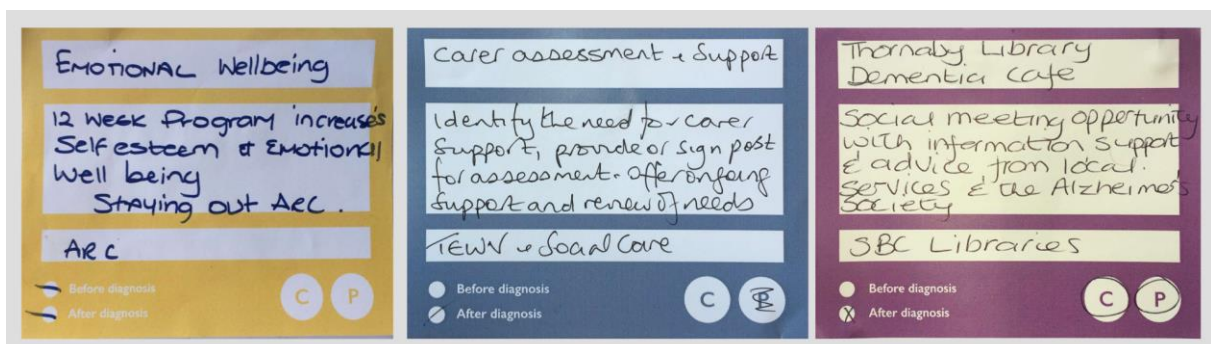 EMOTIONAL Wellbeing
12 Week Program increases
Self esteem & Emotional
Well being
Staying out ARC.
ARC
Before diagnosis
After diagnosis
C P
Carer assessment & Support
Identify the need for carer
Support, provide or sign post
for assessment. Offer ongoing
Support and renew of needs
TEWV & Social Care
Before diagnosis
After diagnosis
C P
Thornaby Library
Dementia Cafe
Social meeting opportunity
with information support
& advice from local
services & the Alzheimer's
Society
SBC Libraries
Before diagnosis
After diagnosis
C P